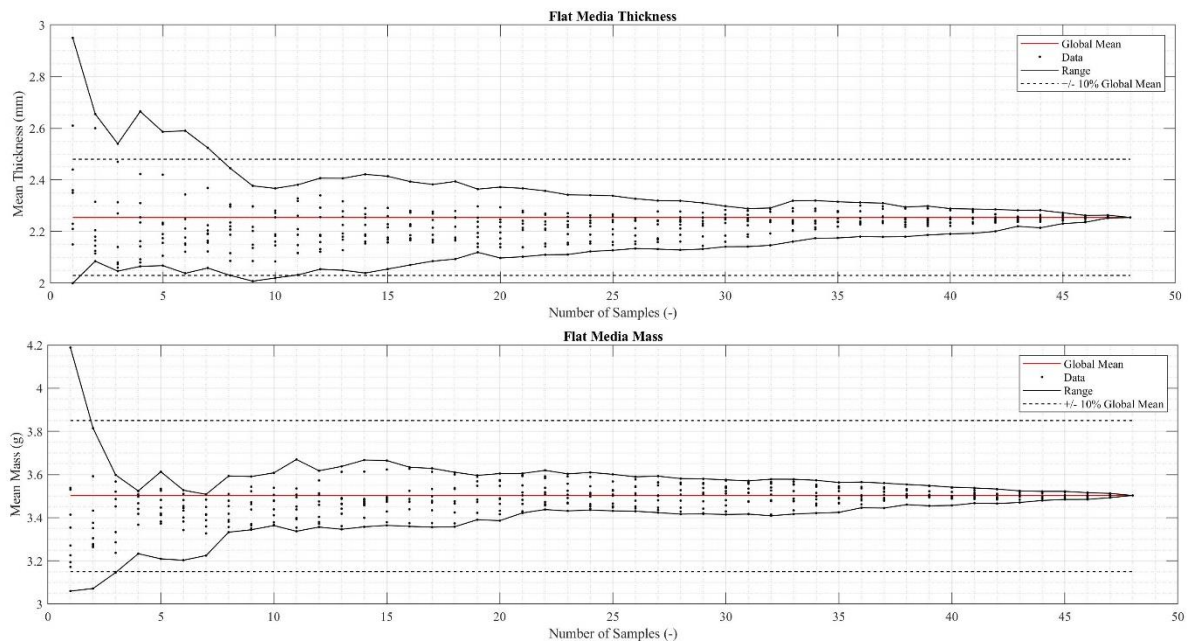 Flat Media Thickness
3
2.8
2.6
2.4
2.2
2
Mean Thickness (mm)
Global Mean
Data
Range
+/- 10% Global Mean
0 5 10 15 20 25 30 35 40 45 50
Number of Samples (-)
Flat Media Mass
4.2
4
3.8
3.6
3.4
3.2
3
Mean Mass (g)
Global Mean
Data
Range
+/- 10% Global Mean
0 5 10 15 20 25 30 35 40 45 50
Number of Samples (-)